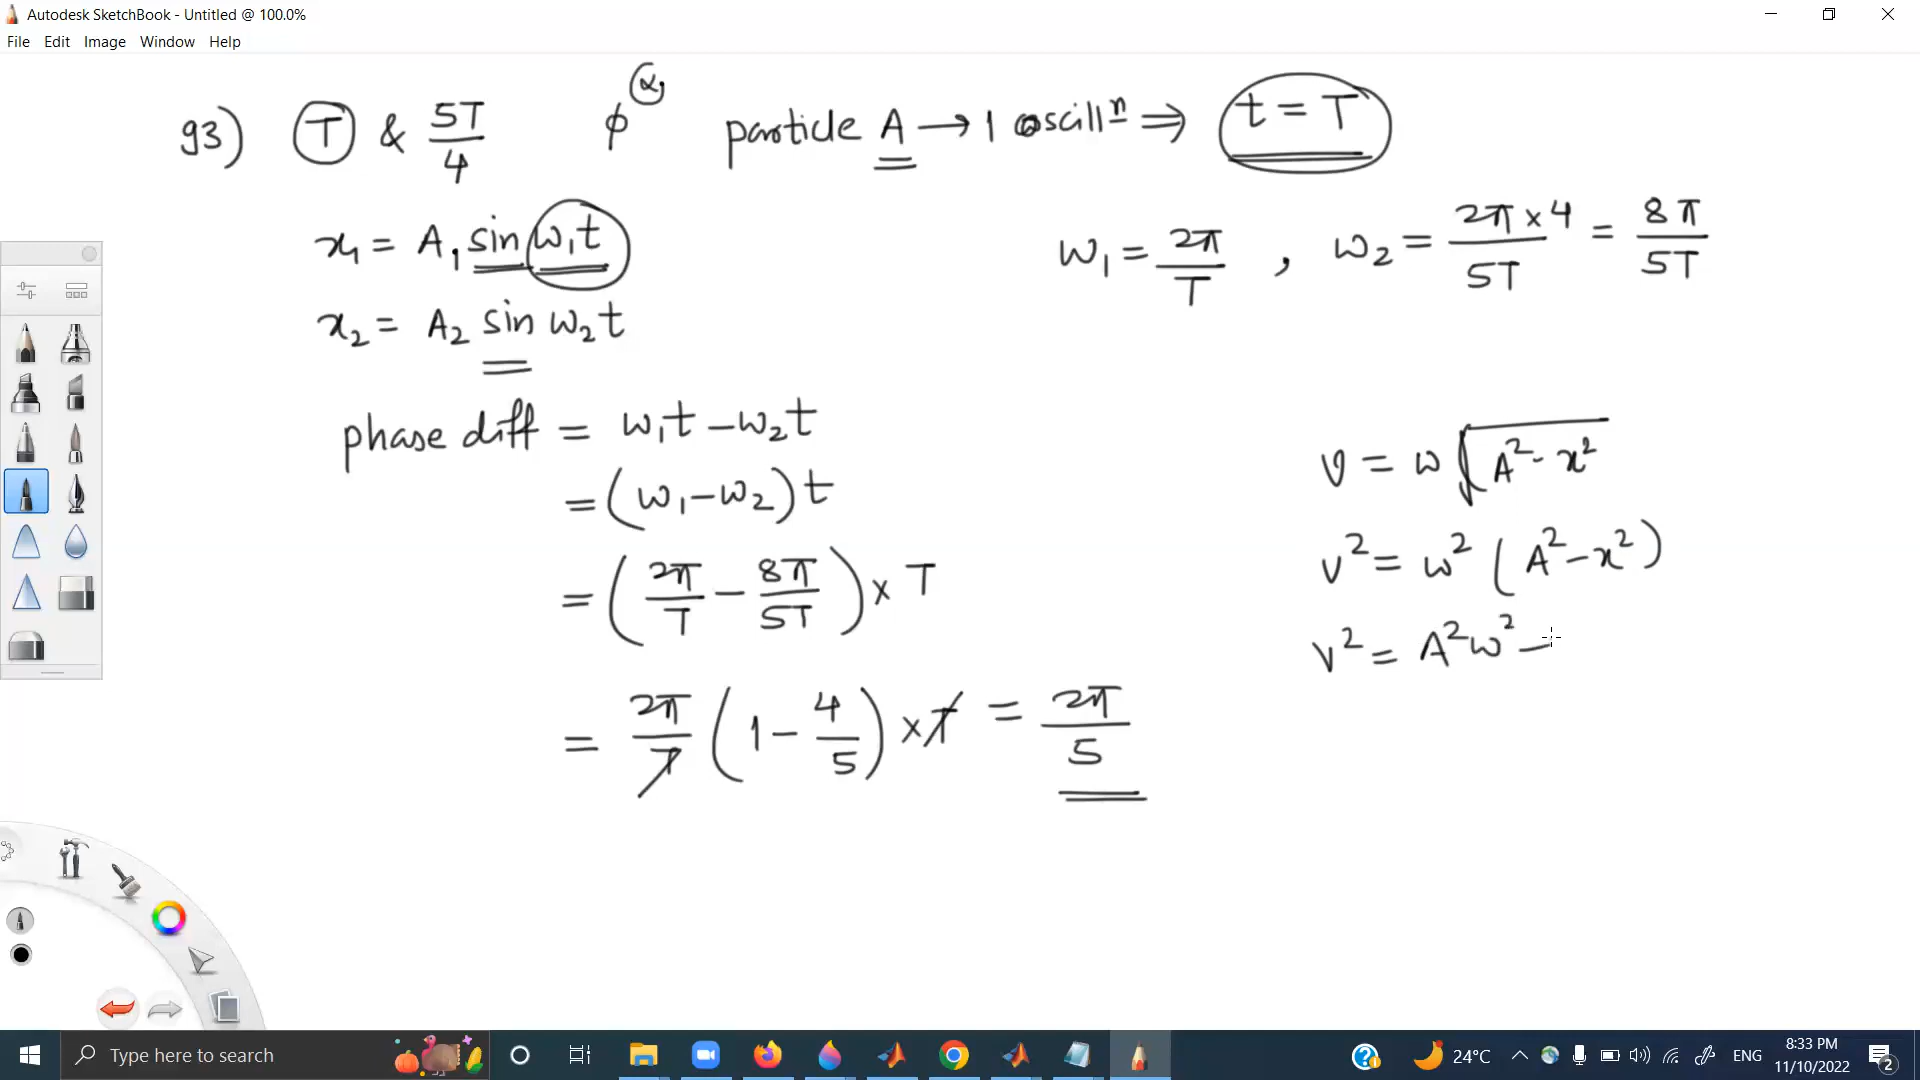 Autodesk SketchBook - Untitled @ 100.0%
File Edit Image Window Help
93) T & 5T/4 ϕ α, particle A → 1 oscillⁿ ⇒ t = T
x₁ = A₁ sin ω₁t
ω₁ = 2π/T , ω₂ = 2π×4/5T = 8π/5T
x₂ = A₂ sin ω₂t
phase diff = ω₁t − ω₂t
= (ω₁−ω₂)t
= (2π/T − 8π/5T) × T
= 2π/T (1 − 4/5) × T = 2π/5
v = ω √(A² - x²)
v² = ω² (A² − x²)
v² = A²ω² −
Type here to search
24°C ENG 8:33 PM
11/10/2022 2